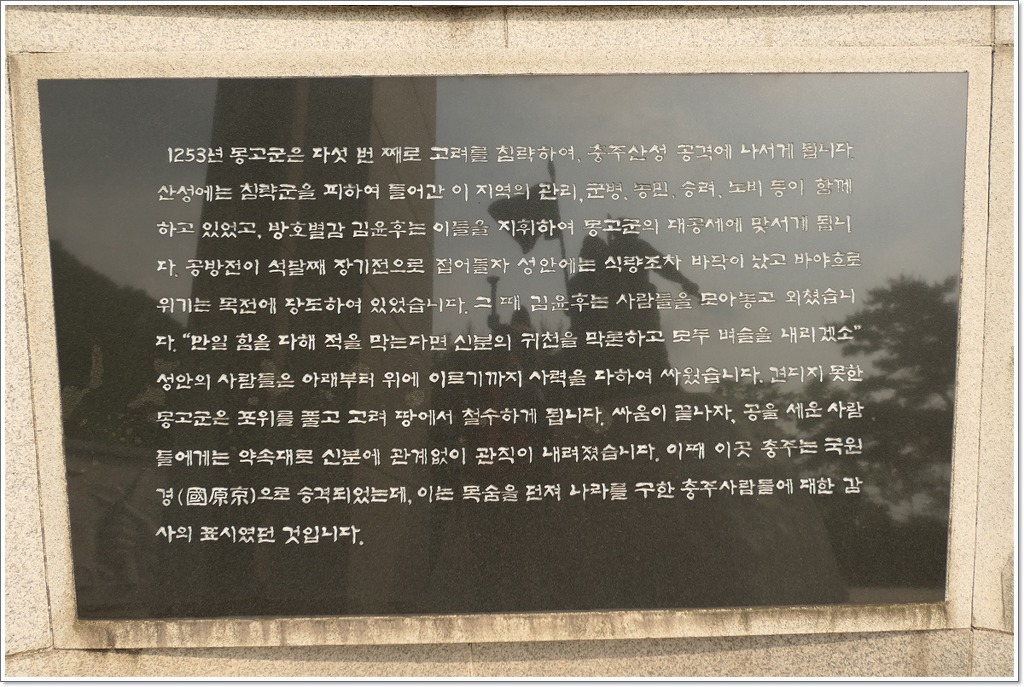 1253년 몽고군은 다섯 번 째로 고려를 침략하여, 충주산성 공격에 나서게 됩니다.
산성에는 침략군을 피하여 들어간 이 지역의 관리, 군병, 농민, 승려, 노비 등이 함께
하고 있었고, 방호별감 김윤후는 이들을 지휘하여 몽고군의 대공세에 맞서게 됩니
다. 공방전이 석달째 장기전으로 접어들자 성안에는 식량조차 바닥이 났고 바야흐로
위기는 목전에 당도하여 있었습니다. 그 때 김윤후는 사람들을 모아놓고 외쳤습니
다. “만일 힘을 다해 적을 막는다면 신분의 귀천을 막론하고 모두 벼슬을 내리겠소”
성안의 사람들은 아래부터 위에 이르기까지 사력을 다하여 싸웠습니다. 견디지 못한
몽고군은 포위를 풀고 고려 땅에서 철수하게 됩니다. 싸움이 끝나자, 공을 세운 사람
들에게는 약속대로 신분에 관계없이 관직이 내려졌습니다. 이때 이곳 충주는 국원
경(國原京)으로 승격되었는데, 이는 목숨을 던져 나라를 구한 충주사람들에 대한 감
사의 표시였던 것입니다.